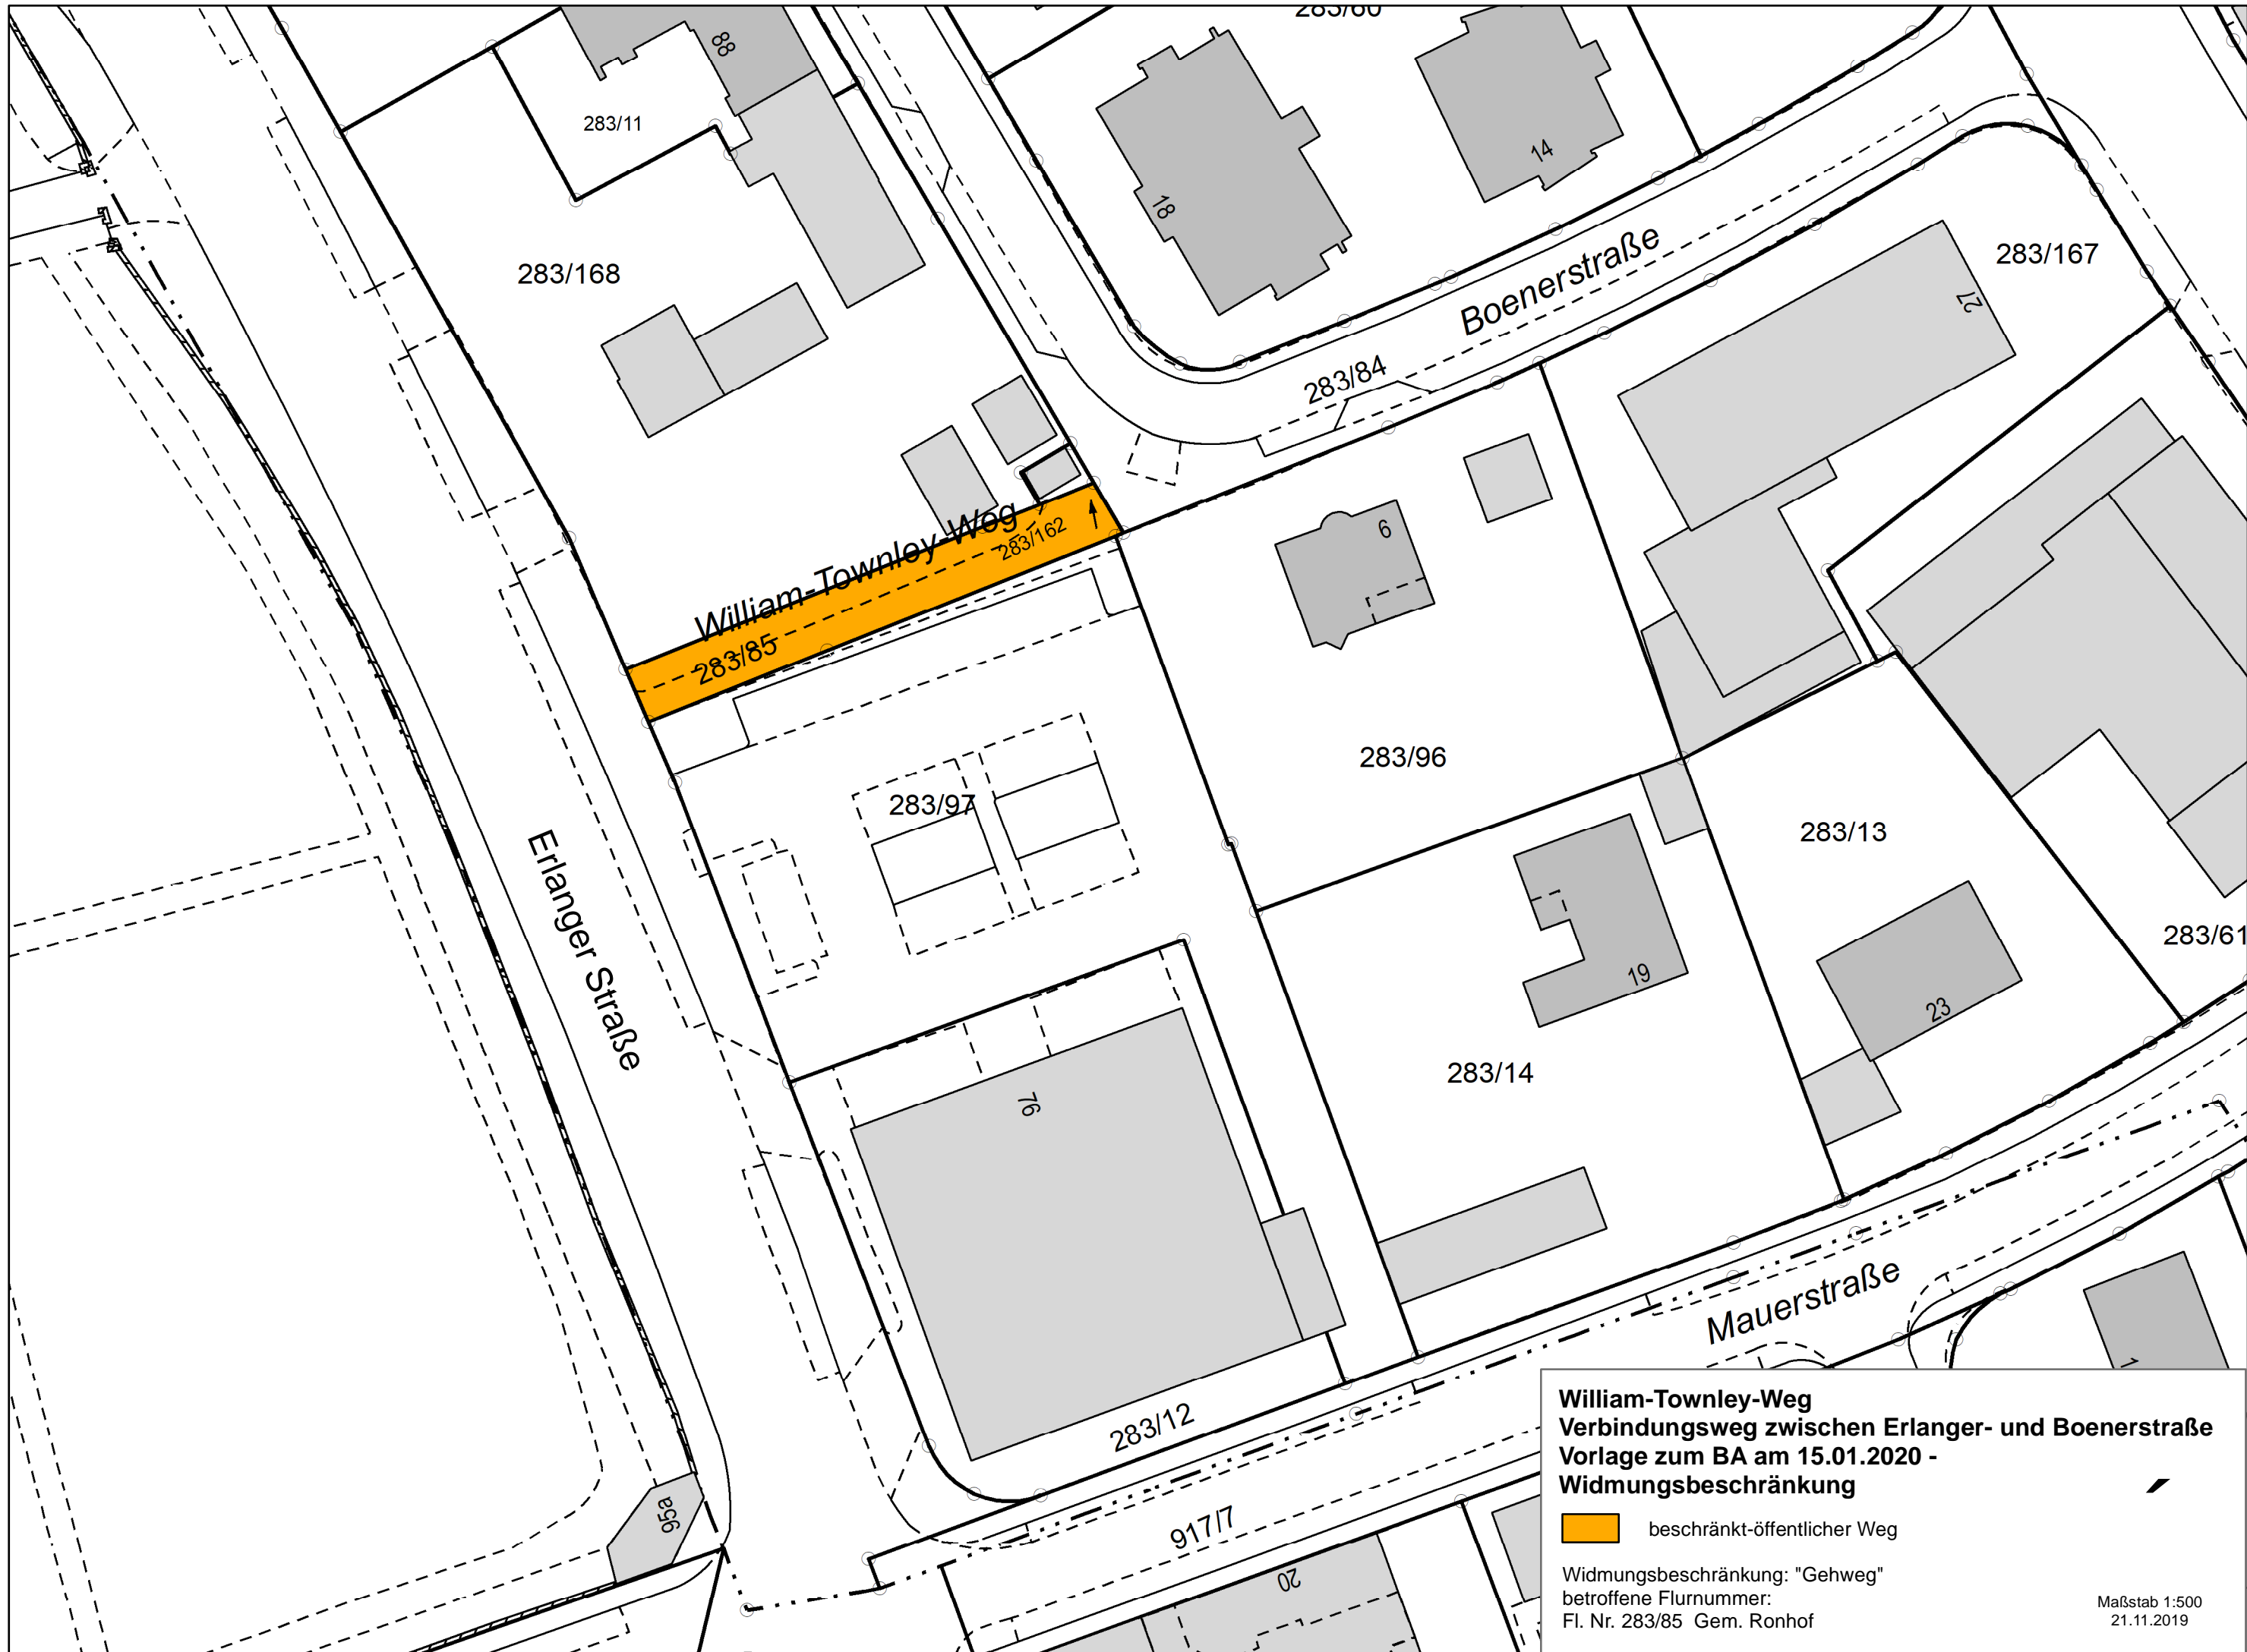 283/60
88
283/11
14
18
283/168
283/167
27
Boenerstraße
283/84
William-Townley-Weg
283/162
6
283/85
283/96
283/97
283/13
Erlanger Straße
283/61
19
23
283/14
76
Mauerstraße
1
283/12
95a
917/7
20
William-Townley-Weg
Verbindungsweg zwischen Erlanger- und Boenerstraße
Vorlage zum BA am 15.01.2020 -
Widmungsbeschränkung
beschränkt-öffentlicher Weg
Widmungsbeschränkung: "Gehweg"
betroffene Flurnummer:
Fl. Nr. 283/85 Gem. Ronhof
Maßstab 1:500
21.11.2019